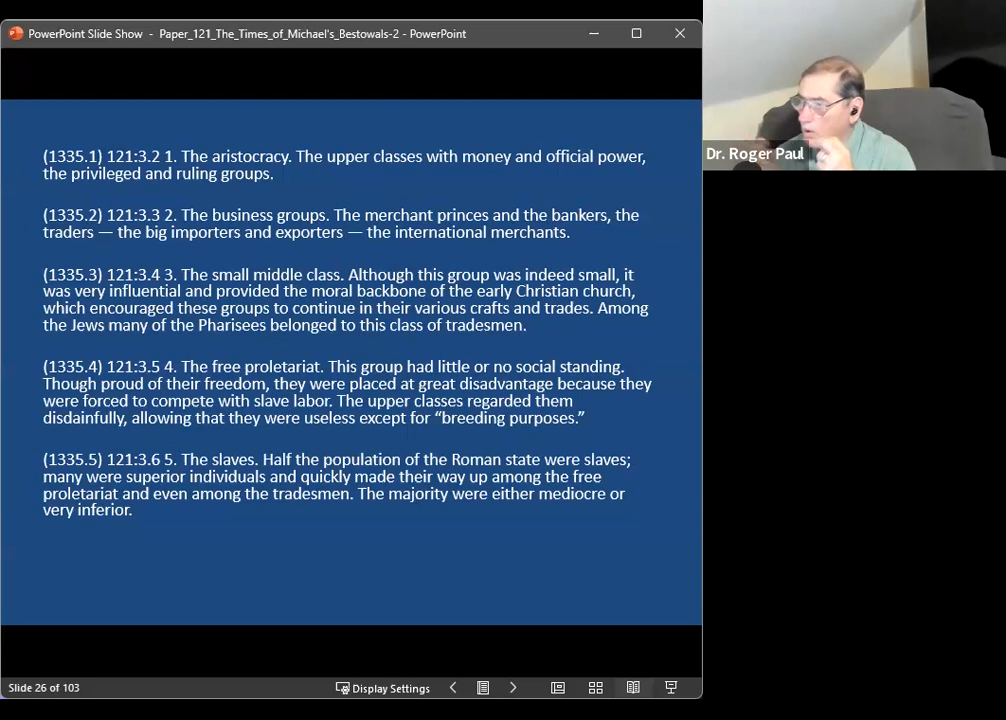 PowerPoint Slide Show - Paper_121_The_Times_of_Michael's_Bestowals-2 - PowerPoint
Dr. Roger Paul
(1335.1) 121:3.2 1. The aristocracy. The upper classes with money and official power,
the privileged and ruling groups.
(1335.2) 121:3.3 2. The business groups. The merchant princes and the bankers, the
traders — the big importers and exporters — the international merchants.
(1335.3) 121:3.4 3. The small middle class. Although this group was indeed small, it
was very influential and provided the moral backbone of the early Christian church,
which encouraged these groups to continue in their various crafts and trades. Among
the Jews many of the Pharisees belonged to this class of tradesmen.
(1335.4) 121:3.5 4. The free proletariat. This group had little or no social standing.
Though proud of their freedom, they were placed at great disadvantage because they
were forced to compete with slave labor. The upper classes regarded them
disdainfully, allowing that they were useless except for “breeding purposes.”
(1335.5) 121:3.6 5. The slaves. Half the population of the Roman state were slaves;
many were superior individuals and quickly made their way up among the free
proletariat and even among the tradesmen. The majority were either mediocre or
very inferior.
Slide 26 of 103
Display Settings